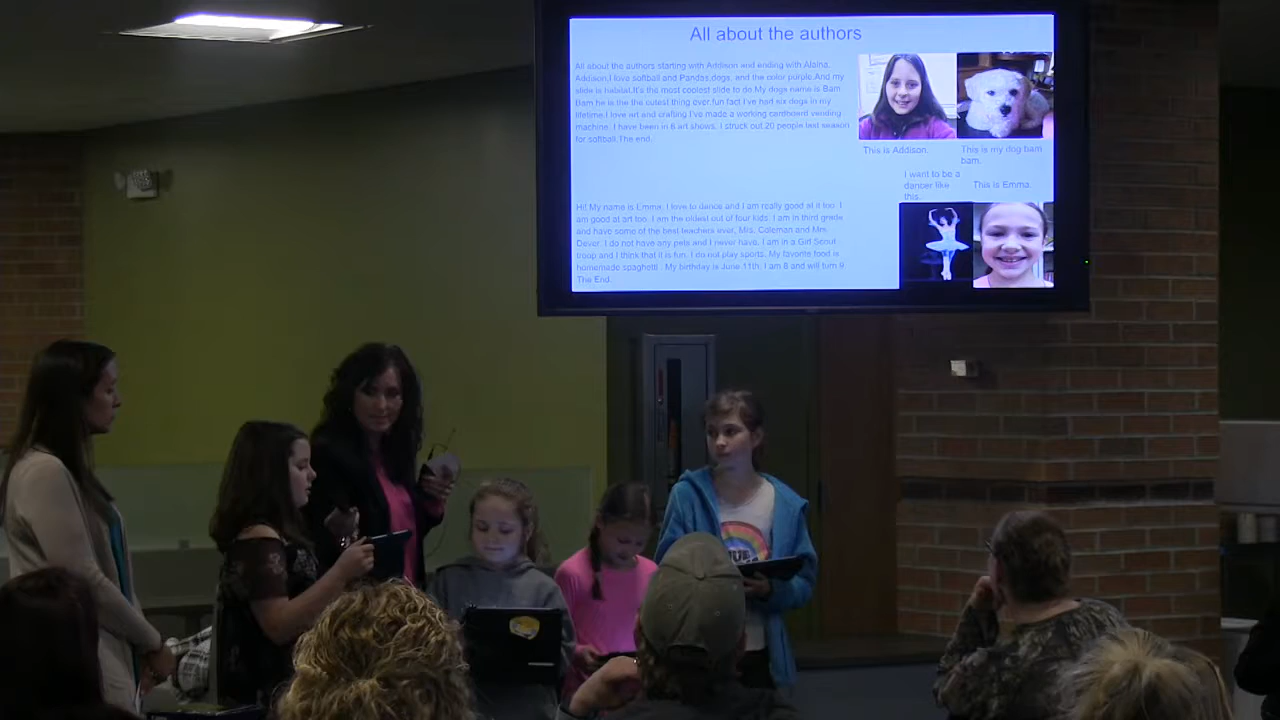 All about the authors
All about the authors starting with Addison and ending with Alaina.
Addison,I love softball and Pandas,dogs, and the color purple.And my
slide is habitat.It's the most coolest slide to do.My dogs name is Bam
Bam he is the the cutest thing ever.fun fact I've had six dogs in my
lifetime.I love art and crafting I've made a working cardboard vending
machine. I have been in 6 art shows. I struck out 20 people last season
for softball.The end.
This is Addison.
This is my dog bam
bam.
I want to be a
dancer like
this.
This is Emma.
Hi! My name is Emma. I love to dance and I am really good at it too. I
am good at art too. I am the oldest out of four kids. I am in third grade
and have some of the best teachers ever, Mrs. Coleman and Mrs.
Dever. I do not have any pets and I never have. I am in a Girl Scout
troop and I think that it is fun. I do not play sports. My favorite food is
homemade spaghetti . My birthday is June 11th. I am 8 and will turn 9.
The End.